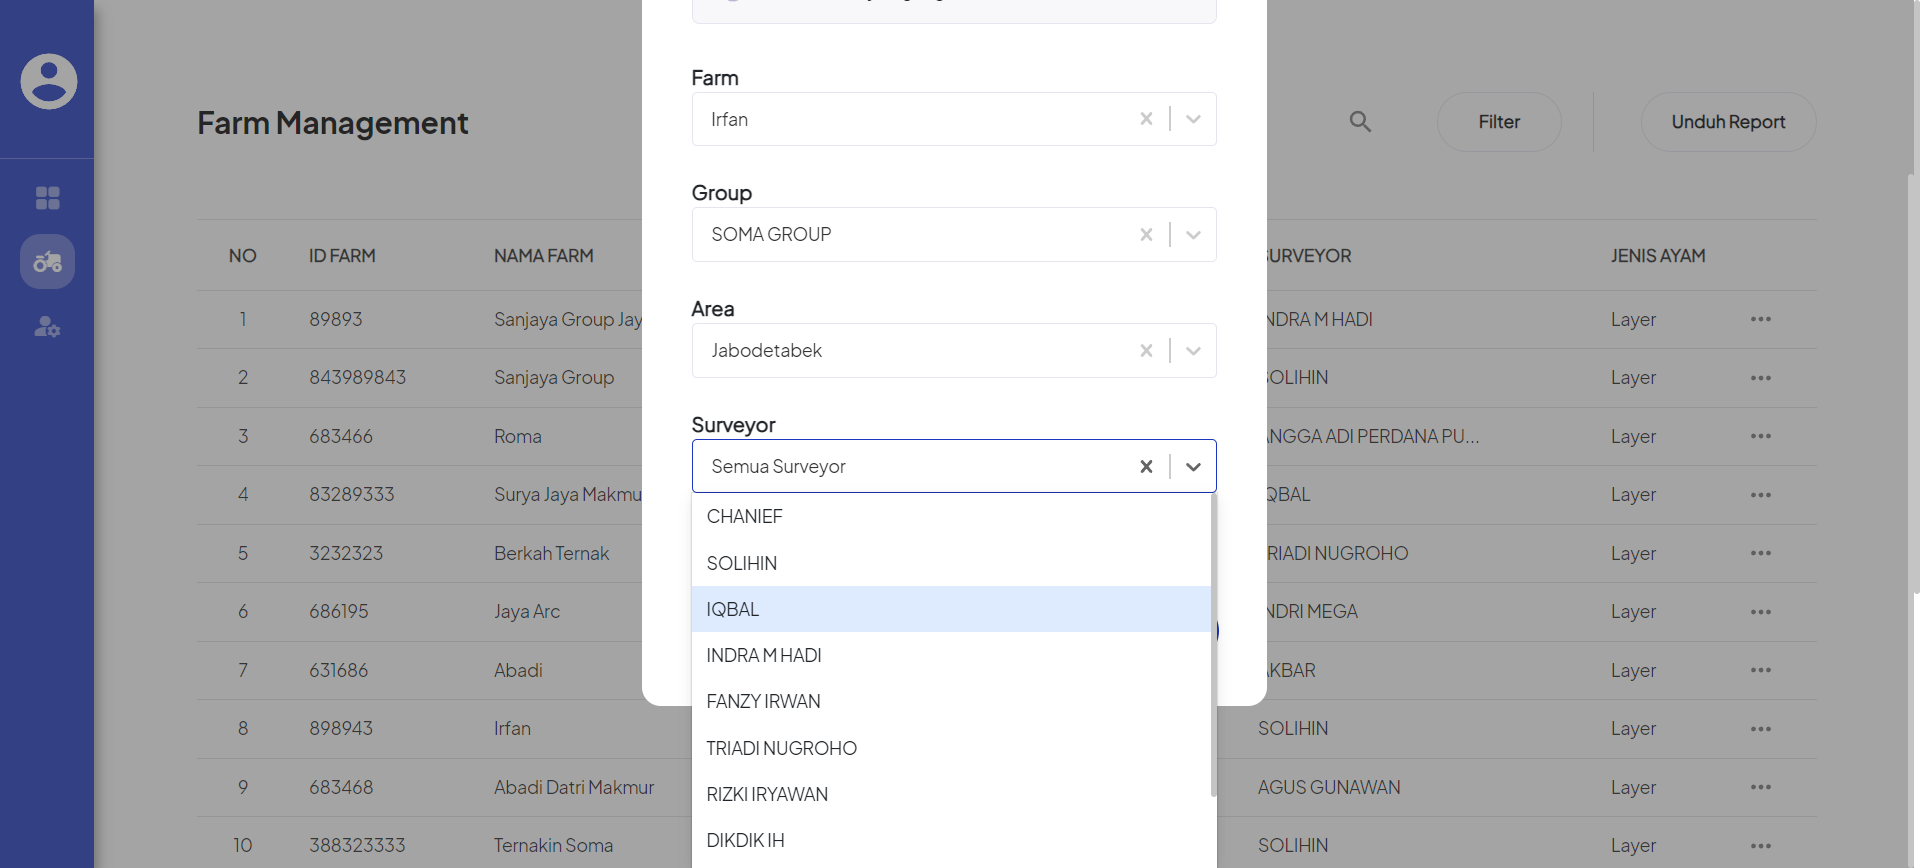 Farm Management
Filter
Unduh Report
NO ID FARM NAMA FARM URVEYOR JENIS AYAM
1 89893 Sanjaya Group Jay NDRA M HADI Layer
2 843989843 Sanjaya Group OLIHIN Layer
3 683466 Roma ANGGA ADI PERDANA PU... Layer
4 83289333 Surya Jaya Makmu QBAL Layer
5 3232323 Berkah Ternak RIADI NUGROHO Layer
6 686195 Jaya Arc NDRI MEGA Layer
7 631686 Abadi AKBAR Layer
8 898943 Irfan SOLIHIN Layer
9 683468 Abadi Datri Makmur AGUS GUNAWAN Layer
10 388323333 Ternakin Soma SOLIHIN Layer
Farm
Irfan
Group
SOMA GROUP
Area
Jabodetabek
Surveyor
Semua Surveyor
CHANIEF
SOLIHIN
IQBAL
INDRA M HADI
FANZY IRWAN
TRIADI NUGROHO
RIZKI IRYAWAN
DIKDIK IH